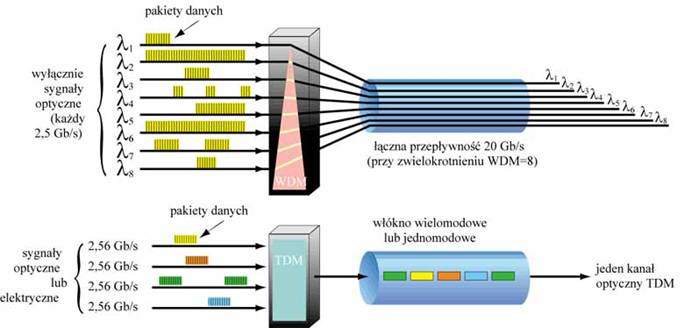 pakiety danych
λ1
λ2
λ3
λ4
λ5
λ6
λ7
λ8
wyłącznie
sygnały
optyczne
(każdy
2,5 Gb/s)
WDM
λ1
λ2
λ3
λ4
λ5
λ6
λ7
λ8
łączna przepływność 20 Gb/s
(przy zwielokrotnieniu WDM=8)
pakiety danych
sygnały
optyczne
lub
elektryczne
2,56 Gb/s
2,56 Gb/s
2,56 Gb/s
2,56 Gb/s
TDM
włókno wielomodowe
lub jednomodowe
jeden kanał
optyczny TDM